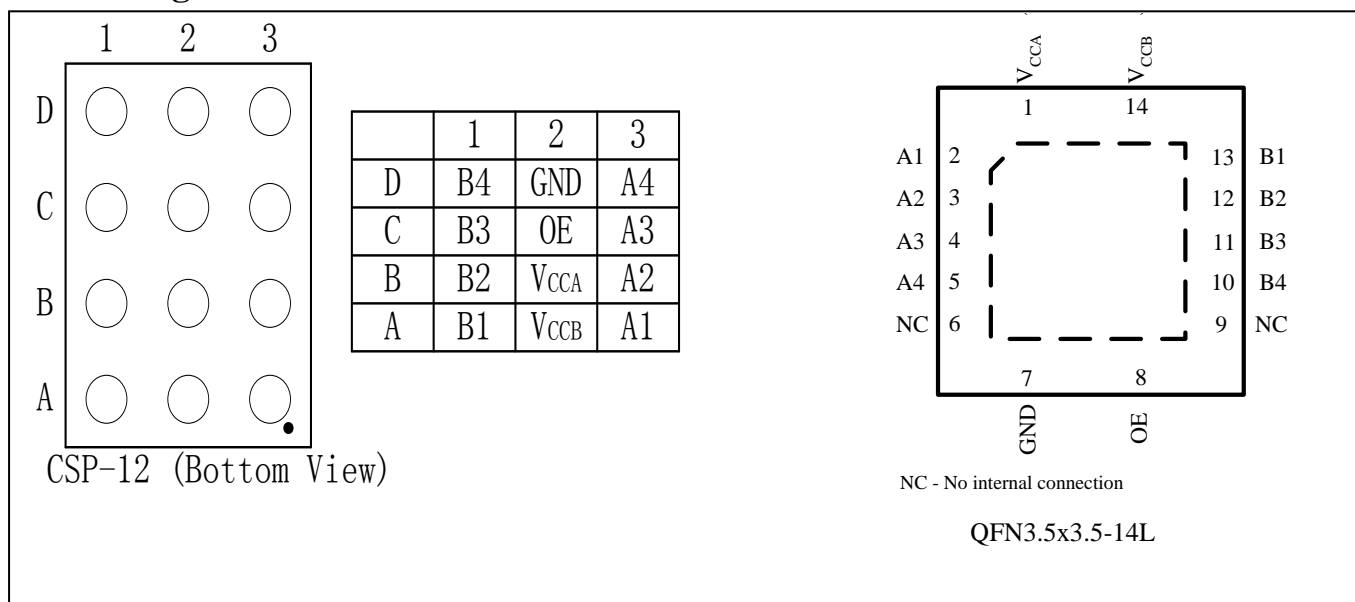 1 2 3
D
C
B
A
CSP-12 (Bottom View)
1 2 3
D B4 GND A4
C B3 OE A3
B B2 VCCA A2
A B1 VCCB A1
VCCA VCCB
1 14
A1 2 13 B1
A2 3 12 B2
A3 4 11 B3
A4 5 10 B4
NC 6 9 NC
7 8
GND OE
NC - No internal connection
QFN3.5x3.5-14L